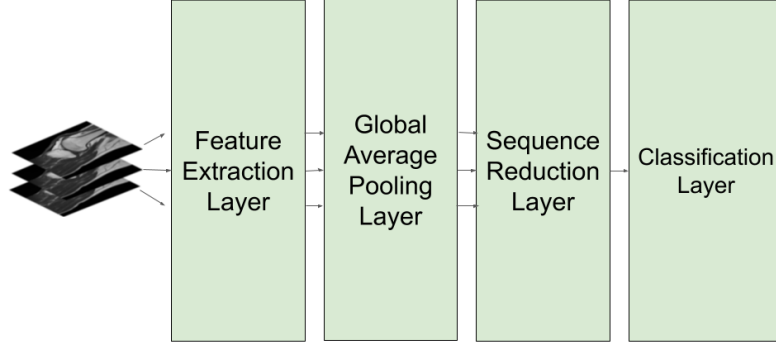 Feature
Extraction
Layer
Global
Average
Pooling
Layer
Sequence
Reduction
Layer
Classification
Layer